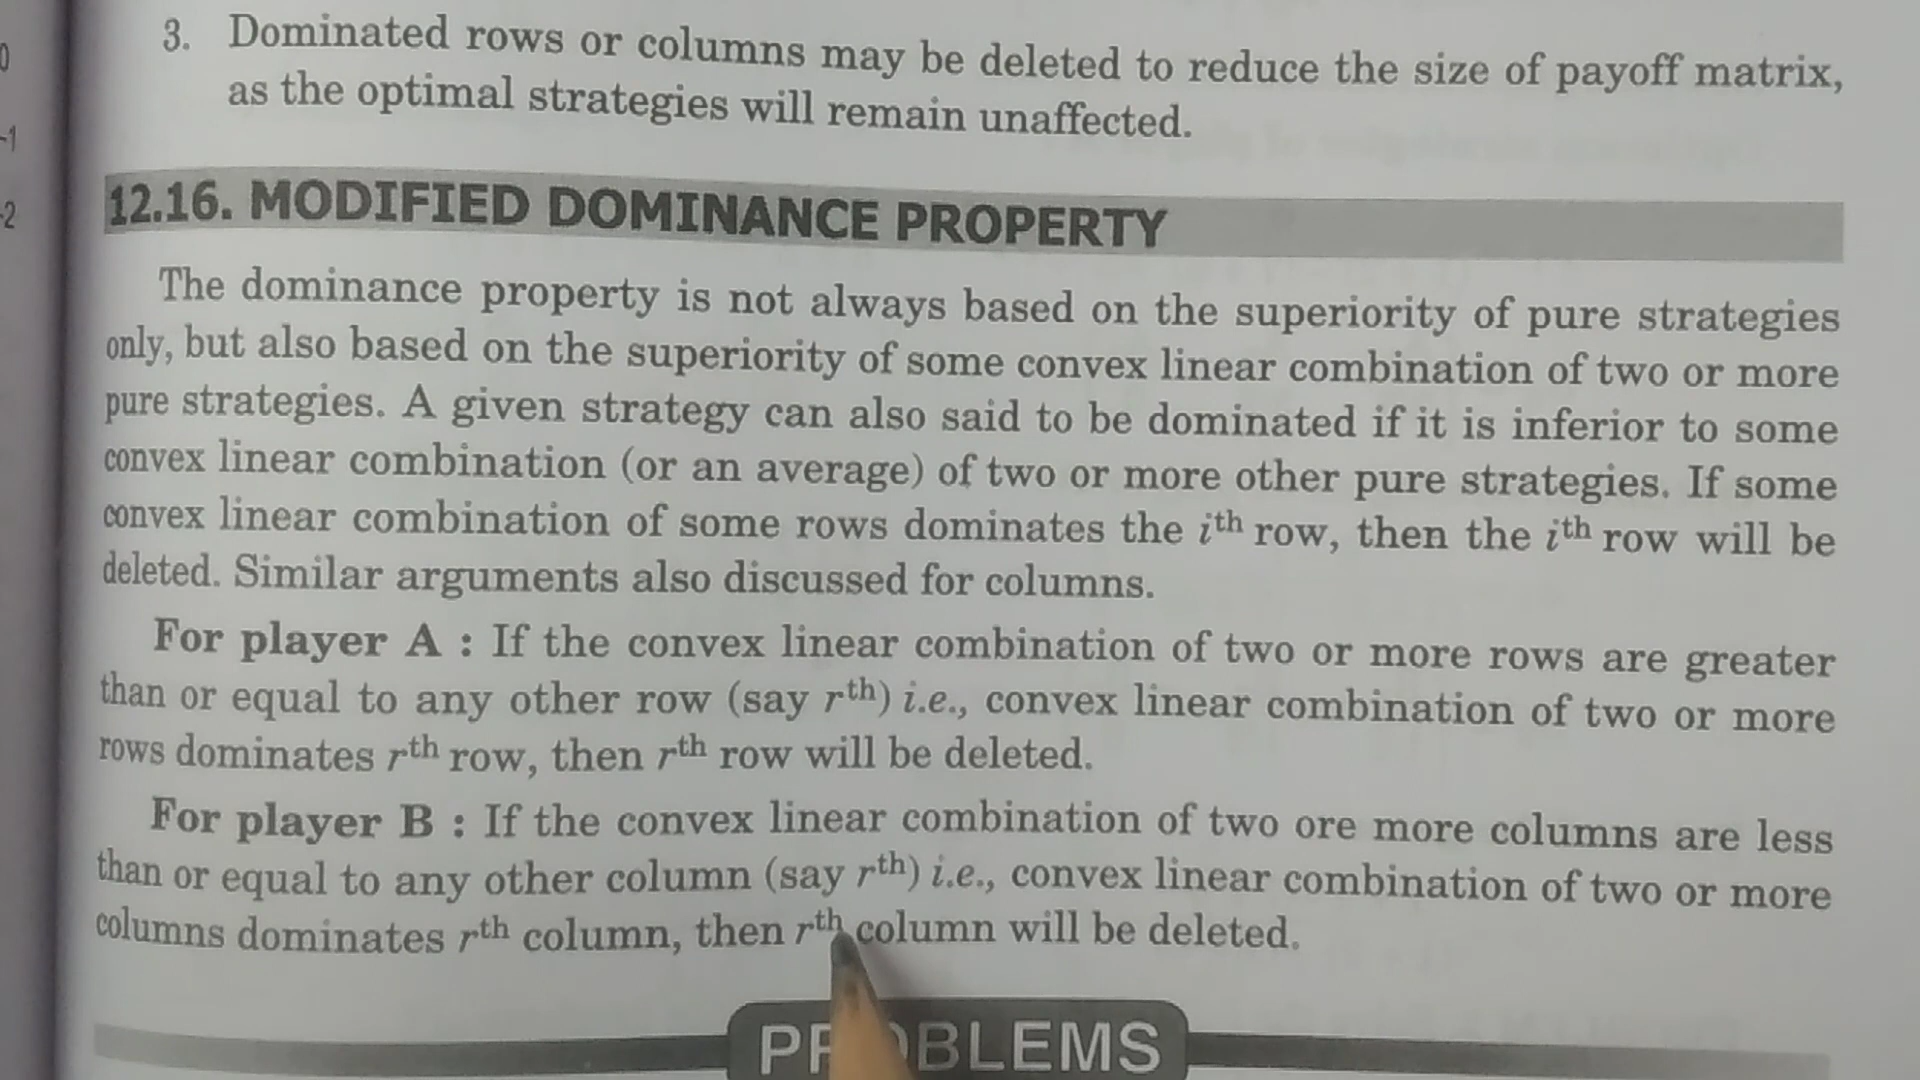 3. Dominated rows or columns may be deleted to reduce the size of payoff matrix,
as the optimal strategies will remain unaffected.
12.16. MODIFIED DOMINANCE PROPERTY
The dominance property is not always based on the superiority of pure strategies
only, but also based on the superiority of some convex linear combination of two or more
pure strategies. A given strategy can also said to be dominated if it is inferior to some
convex linear combination (or an average) of two or more other pure strategies. If some
convex linear combination of some rows dominates the iᵗʰ row, then the iᵗʰ row will be
deleted. Similar arguments also discussed for columns.
For player A : If the convex linear combination of two or more rows are greater
than or equal to any other row (say rᵗʰ) i.e., convex linear combination of two or more
rows dominates rᵗʰ row, then rᵗʰ row will be deleted.
For player B : If the convex linear combination of two ore more columns are less
than or equal to any other column (say rᵗʰ) i.e., convex linear combination of two or more
columns dominates rᵗʰ column, then rᵗʰ column will be deleted.
PROBLEMS
0
-1
-2